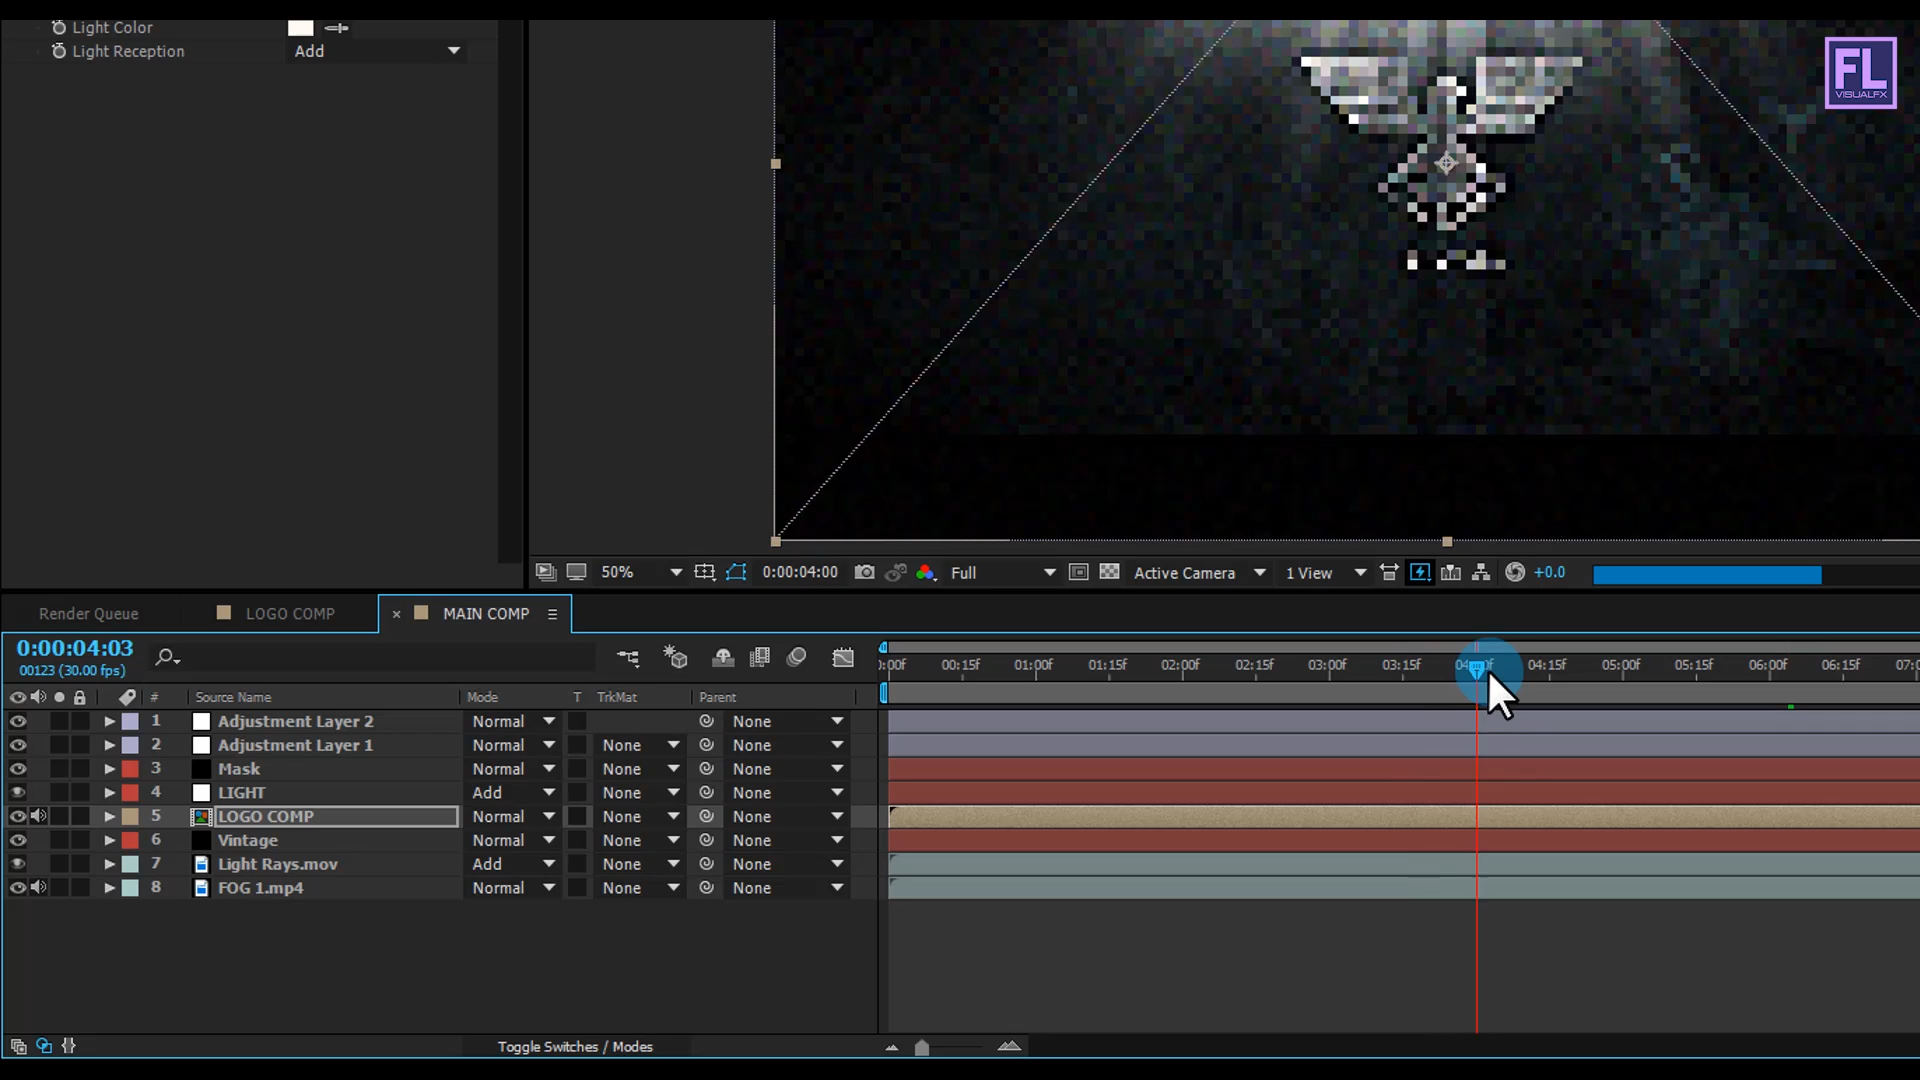 Light Color
Light Reception Add
FL
VISUALFX
50% 0:00:04:00 Full Active Camera 1 View +0.0
Render Queue LOGO COMP × MAIN COMP
0:00:04:03
00123 (30.00 fps)
:00f 00:15f 01:00f 01:15f 02:00f 02:15f 03:00f 03:15f 04:15f 05:00f 05:15f 06:00f 06:15f 07:0
# Source Name Mode T TrkMat Parent
1 Adjustment Layer 2 Normal None
2 Adjustment Layer 1 Normal None None
3 Mask Normal None None
4 LIGHT Add None None
5 LOGO COMP Normal None None
6 Vintage Normal None None
7 Light Rays.mov Add None None
8 FOG 1.mp4 Normal None None
Toggle Switches / Modes